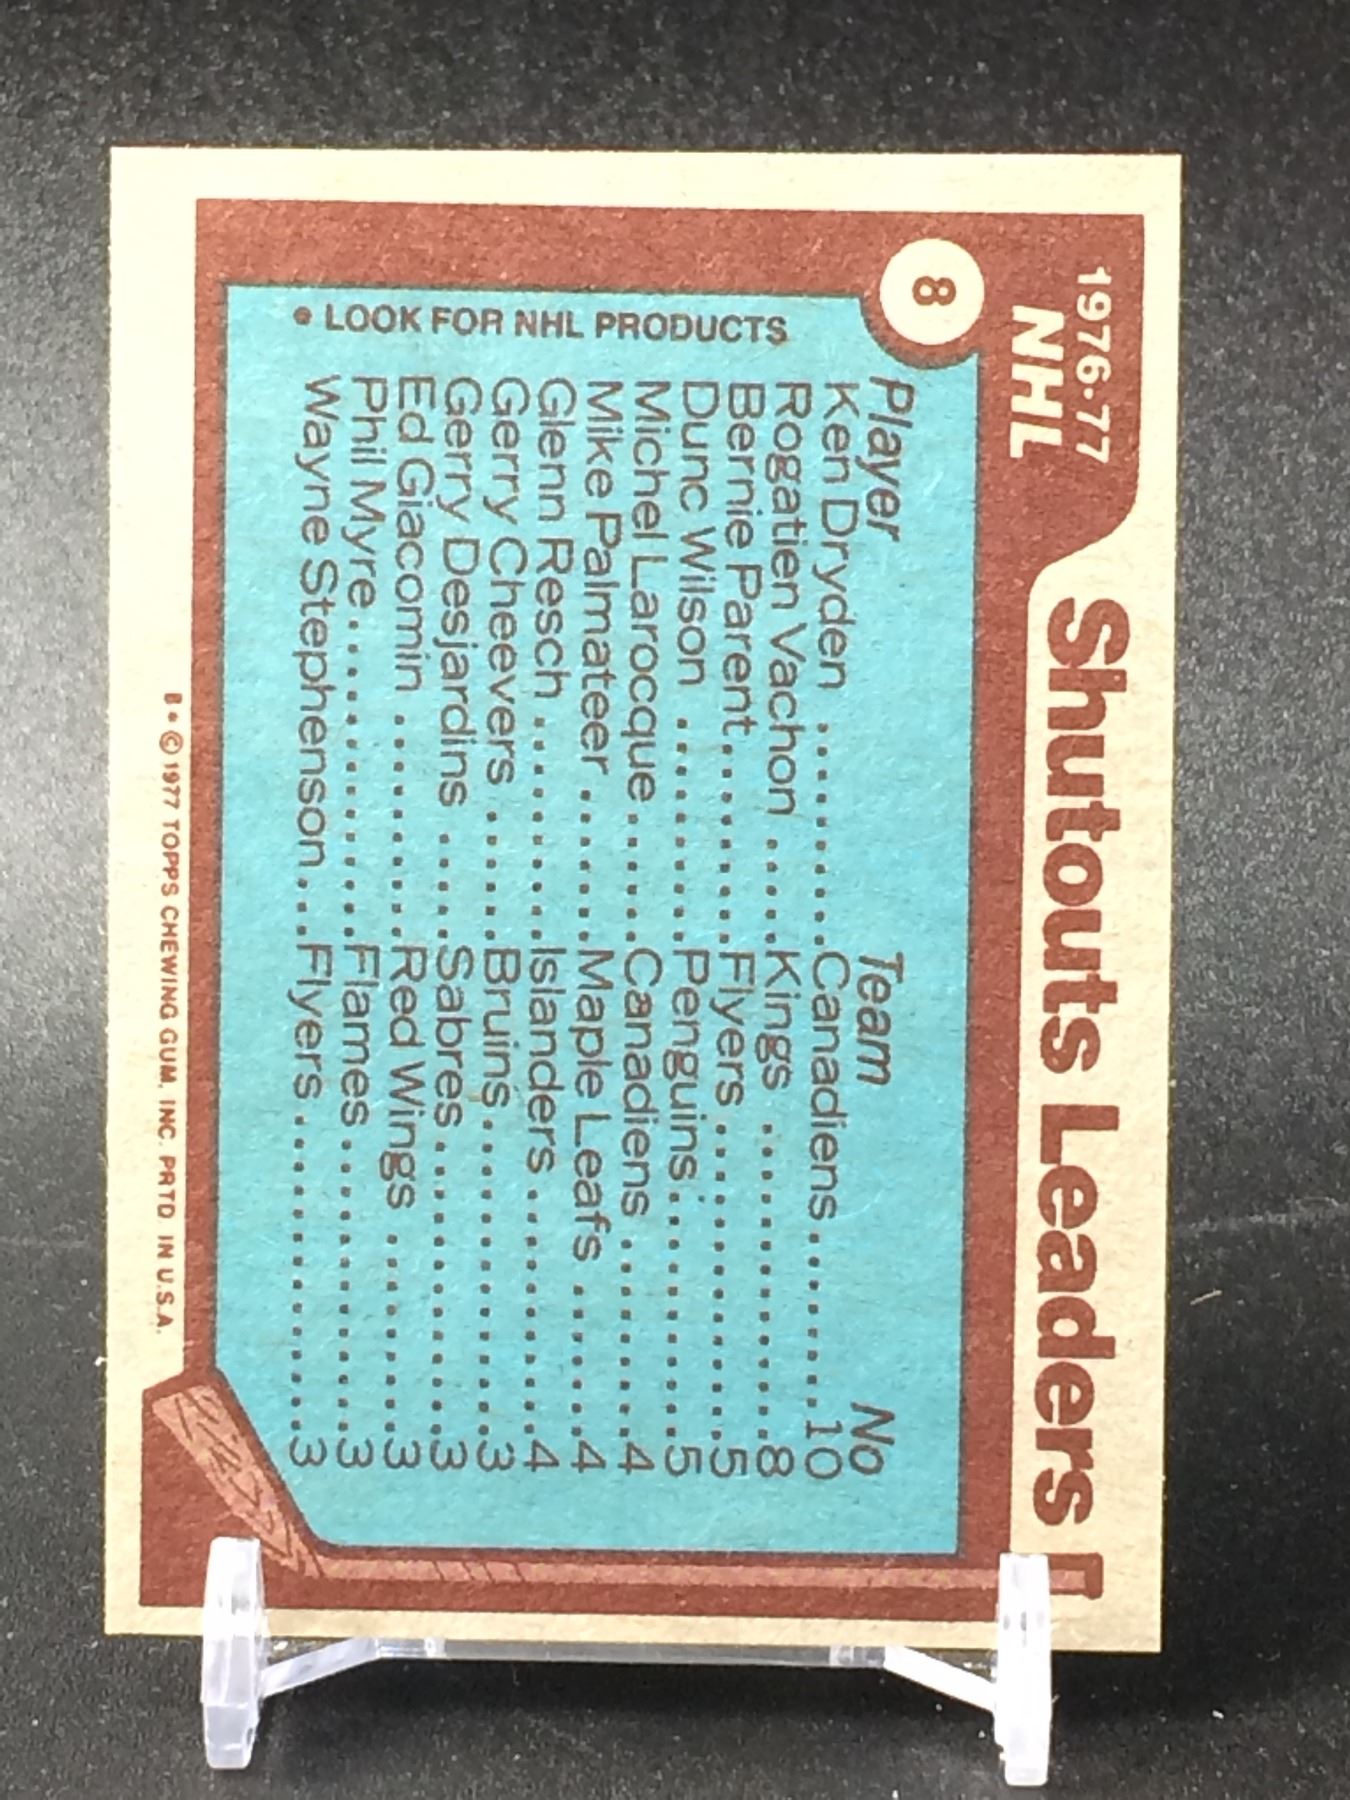 8
1976-77
NHL
Shutouts Leaders
Player Team No
Ken Dryden ..........Canadiens ..........10
Rogatien Vachon .....Kings ..............8
Bernie Parent..........Flyers ..............5
Dunc Wilson ..........Penguins............5
Michel Larocque ......Canadiens ..........4
Mike Palmateer .......Maple Leafs ........4
Glenn Resch ..........Islanders ............4
Gerry Cheevers .......Bruins ..............3
Gerry Desjardins .....Sabres..............3
Ed Giacomin ..........Red Wings ..........3
Phil Myre..............Flames ..............3
Wayne Stephenson...Flyers...............3
• LOOK FOR NHL PRODUCTS
B • © 1977 TOPPS CHEWING GUM, INC. PRTD. IN U.S.A.